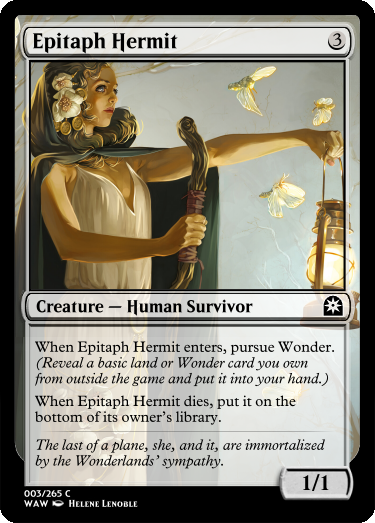 Epitaph Hermit 3
Creature — Human Survivor
When Epitaph Hermit enters, pursue Wonder.
(Reveal a basic land or Wonder card you own
from outside the game and put it into your hand.)
When Epitaph Hermit dies, put it on the
bottom of its owner's library.
The last of a plane, she, and it, are immortalized
by the Wonderlands' sympathy.
1/1
003/265 C
WAW Helene Lenoble